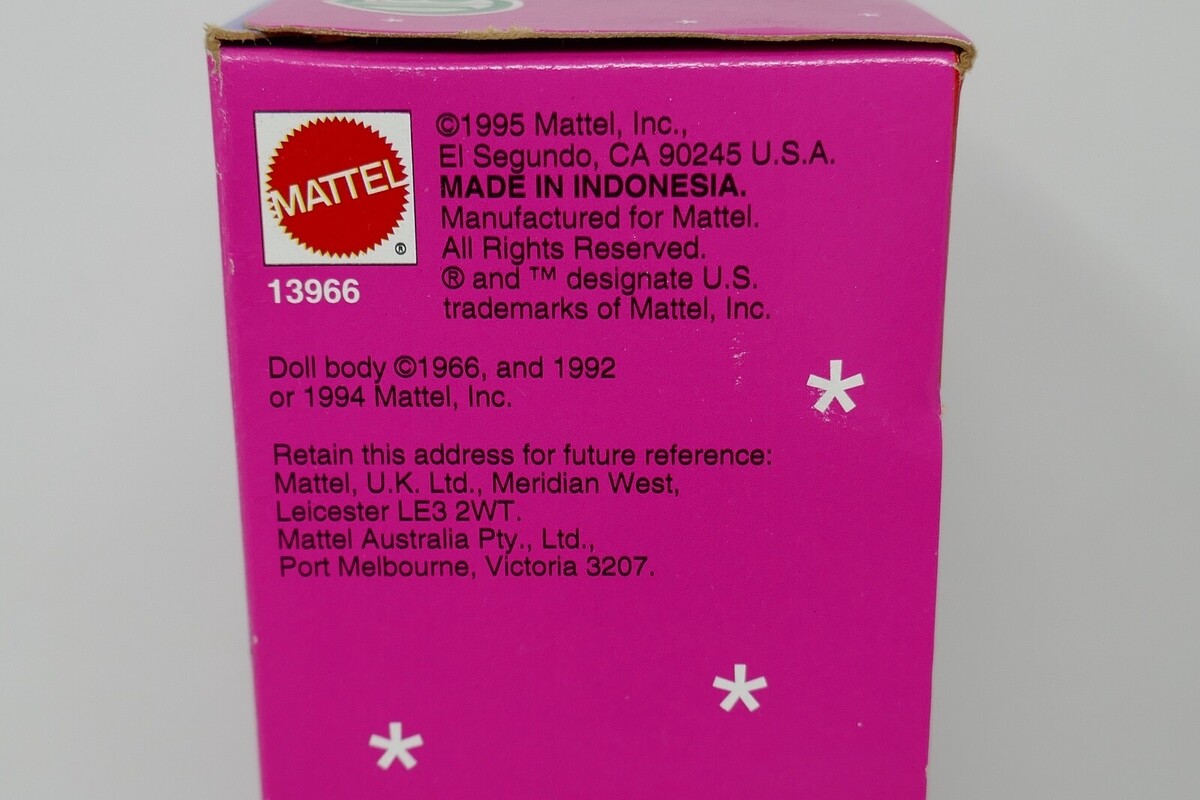 MATTEL
®
13966
©1995 Mattel, Inc.,
El Segundo, CA 90245 U.S.A.
MADE IN INDONESIA.
Manufactured for Mattel.
All Rights Reserved.
® and ™ designate U.S.
trademarks of Mattel, Inc.
Doll body ©1966, and 1992
or 1994 Mattel, Inc.
Retain this address for future reference:
Mattel, U.K. Ltd., Meridian West,
Leicester LE3 2WT.
Mattel Australia Pty., Ltd.,
Port Melbourne, Victoria 3207.